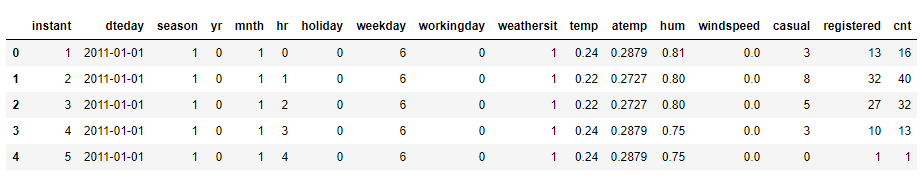 instant dteday season yr mnth hr holiday weekday workingday weathersit temp atemp hum windspeed casual registered cnt
0 1 2011-01-01 1 0 1 0 0 6 0 1 0.24 0.2879 0.81 0.0 3 13 16
1 2 2011-01-01 1 0 1 1 0 6 0 1 0.22 0.2727 0.80 0.0 8 32 40
2 3 2011-01-01 1 0 1 2 0 6 0 1 0.22 0.2727 0.80 0.0 5 27 32
3 4 2011-01-01 1 0 1 3 0 6 0 1 0.24 0.2879 0.75 0.0 3 10 13
4 5 2011-01-01 1 0 1 4 0 6 0 1 0.24 0.2879 0.75 0.0 0 1 1